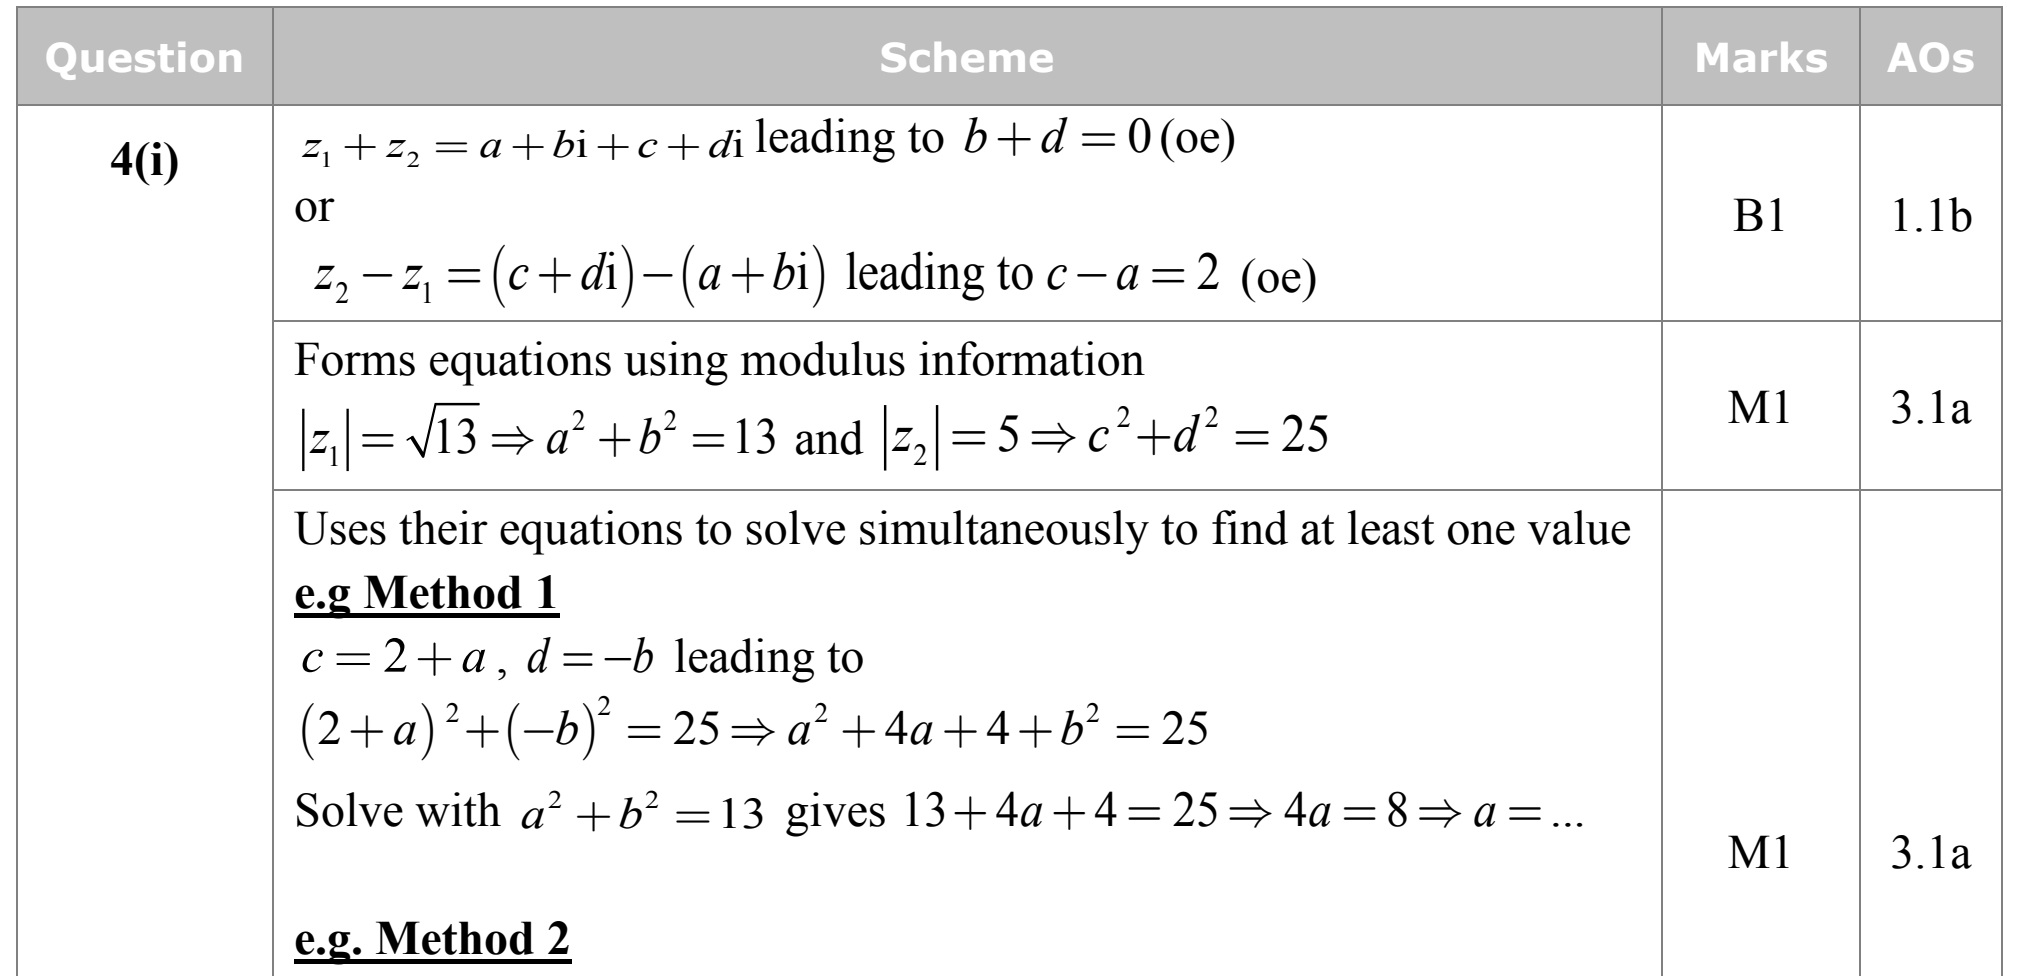 Question Scheme Marks AOs
4(i) z₁ + z₂ = a + bi + c + di leading to b + d = 0 (oe)
or
z₂ − z₁ = (c + di) − (a + bi) leading to c − a = 2 (oe)
B1 1.1b
Forms equations using modulus information
|z₁| = √13 ⇒ a² + b² = 13 and |z₂| = 5 ⇒ c² + d² = 25
M1 3.1a
Uses their equations to solve simultaneously to find at least one value
e.g Method 1
c = 2 + a , d = −b leading to
(2 + a)² + (−b)² = 25 ⇒ a² + 4a + 4 + b² = 25
Solve with a² + b² = 13 gives 13 + 4a + 4 = 25 ⇒ 4a = 8 ⇒ a = ...
M1 3.1a
e.g. Method 2